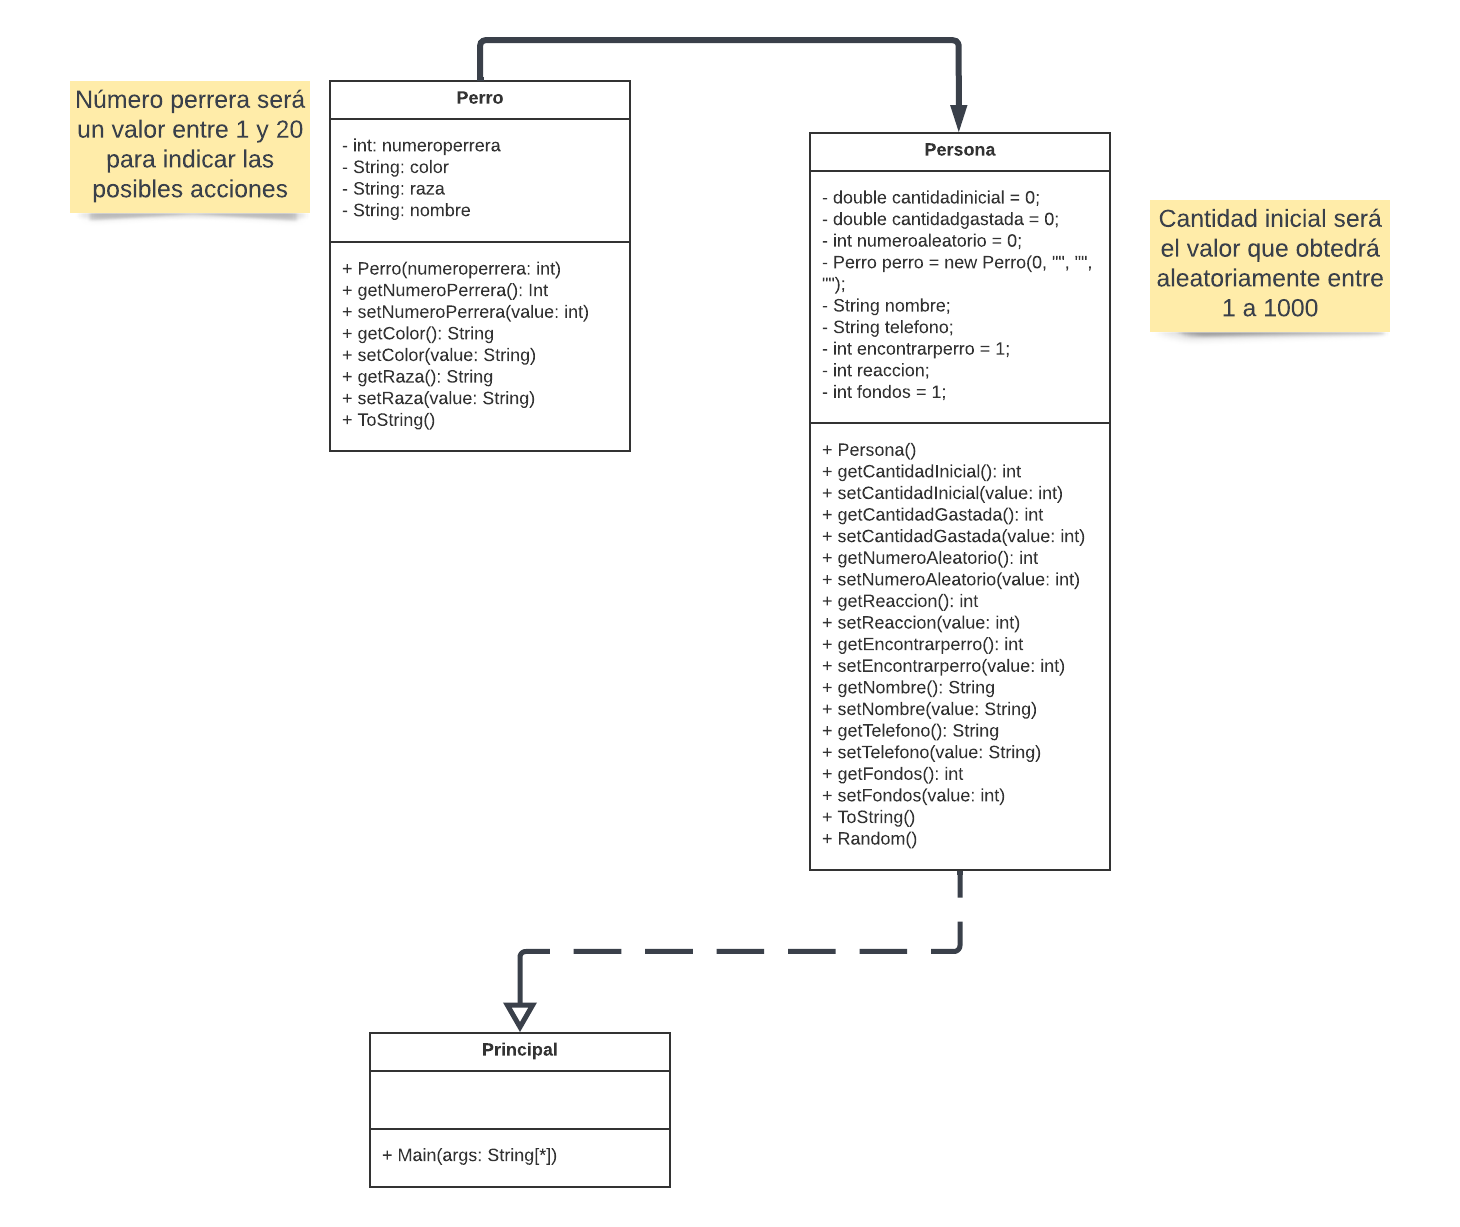 Número perrera será
un valor entre 1 y 20
para indicar las
posibles acciones
Perro
- int: numeroperrera
- String: color
- String: raza
- String: nombre
+ Perro(numeroperrera: int)
+ getNumeroPerrera(): Int
+ setNumeroPerrera(value: int)
+ getColor(): String
+ setColor(value: String)
+ getRaza(): String
+ setRaza(value: String)
+ ToString()
Persona
- double cantidadinicial = 0;
- double cantidadgastada = 0;
- int numeroaleatorio = 0;
- Perro perro = new Perro(0, "", "",
"");
- String nombre;
- String telefono;
- int encontrarperro = 1;
- int reaccion;
- int fondos = 1;
+ Persona()
+ getCantidadInicial(): int
+ setCantidadInicial(value: int)
+ getCantidadGastada(): int
+ setCantidadGastada(value: int)
+ getNumeroAleatorio(): int
+ setNumeroAleatorio(value: int)
+ getReaccion(): int
+ setReaccion(value: int)
+ getEncontrarperro(): int
+ setEncontrarperro(value: int)
+ getNombre(): String
+ setNombre(value: String)
+ getTelefono(): String
+ setTelefono(value: String)
+ getFondos(): int
+ setFondos(value: int)
+ ToString()
+ Random()
Cantidad inicial será
el valor que obtedrá
aleatoriamente entre
1 a 1000
Principal
+ Main(args: String[*])